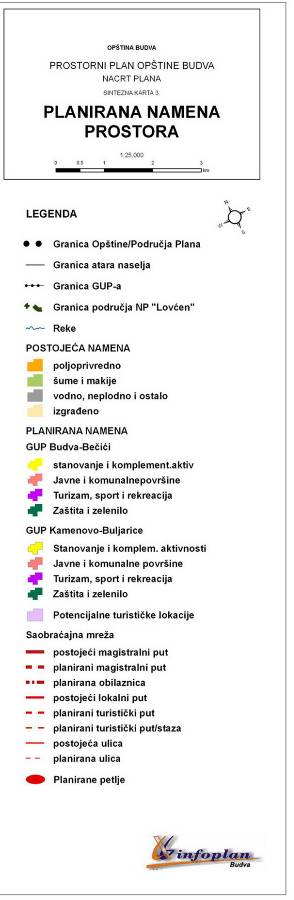 OPŠTINA BUDVA
PROSTORNI PLAN OPŠTINE BUDVA
NACRT PLANA
SINTEZNA KARTA 3.
PLANIRANA NAMENA
PROSTORA
1:25,000
0 0.5 1 2 3
km
LEGENDA
N
E
W
S
Granica Opštine/Područja Plana
Granica atara naselja
Granica GUP-a
Granica područja NP "Lovćen"
Reke
POSTOJEĆA NAMENA
poljoprivredno
šume i makije
vodno, neplodno i ostalo
izgrađeno
PLANIRANA NAMENA
GUP Budva-Bečići
stanovanje i komplement.aktiv
Javne i komunalnepovršine
Turizam, sport i rekreacija
Zaštita i zelenilo
GUP Kamenovo-Buljarice
Stanovanje i komplem. aktivnosti
Javne i komunalne površine
Turizam, sport i rekreacija
Zaštita i zelenilo
Potencijalne turističke lokacije
Saobraćajna mreža
postojeći magistralni put
planirani magistralni put
planirana obilaznica
postojeći lokalni put
planirani turistički put
planirani turistički put/staza
postojeća ulica
planirana ulica
Planirane petlje
infoplan
Budva